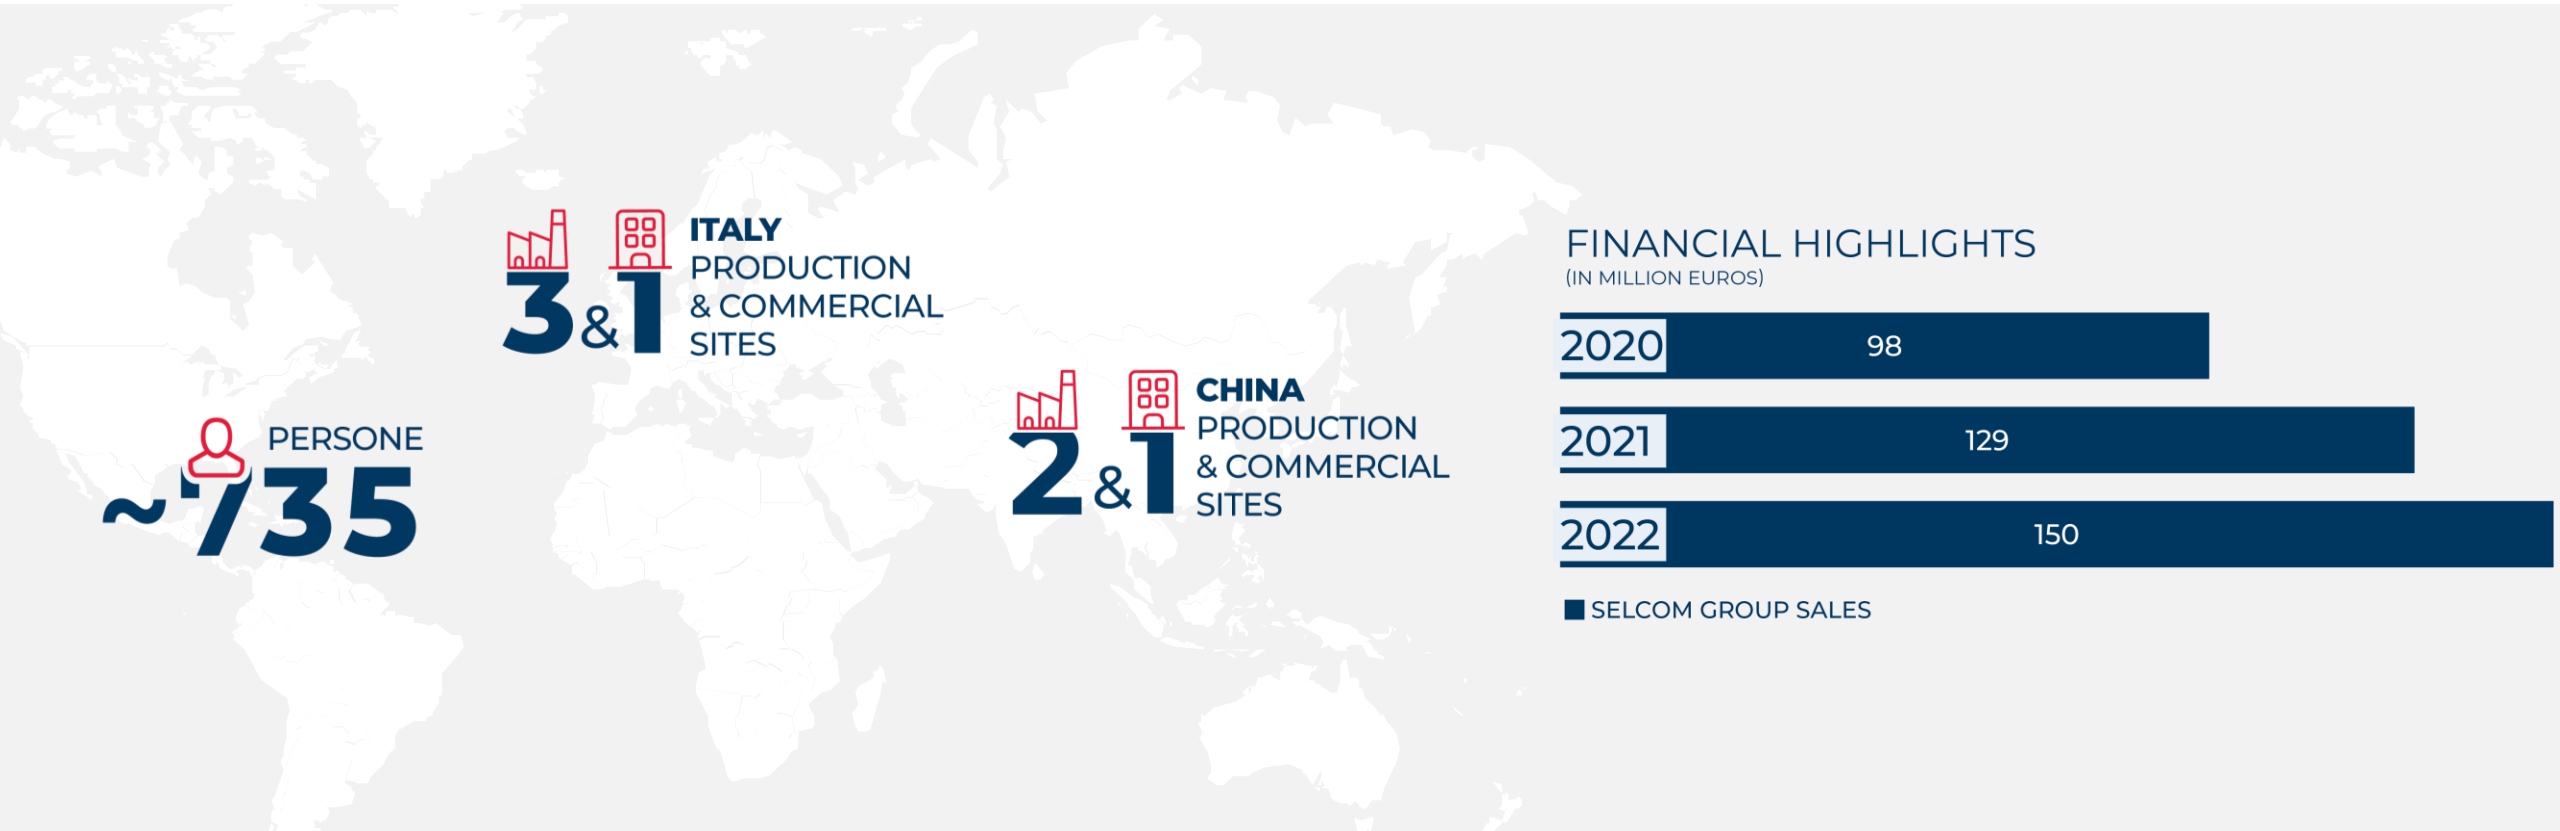 PERSONE
~735
3&1
ITALY
PRODUCTION
& COMMERCIAL
SITES
2&1
CHINA
PRODUCTION
& COMMERCIAL
SITES
FINANCIAL HIGHLIGHTS
(IN MILLION EUROS)
2020 98
2021 129
2022 150
SELCOM GROUP SALES